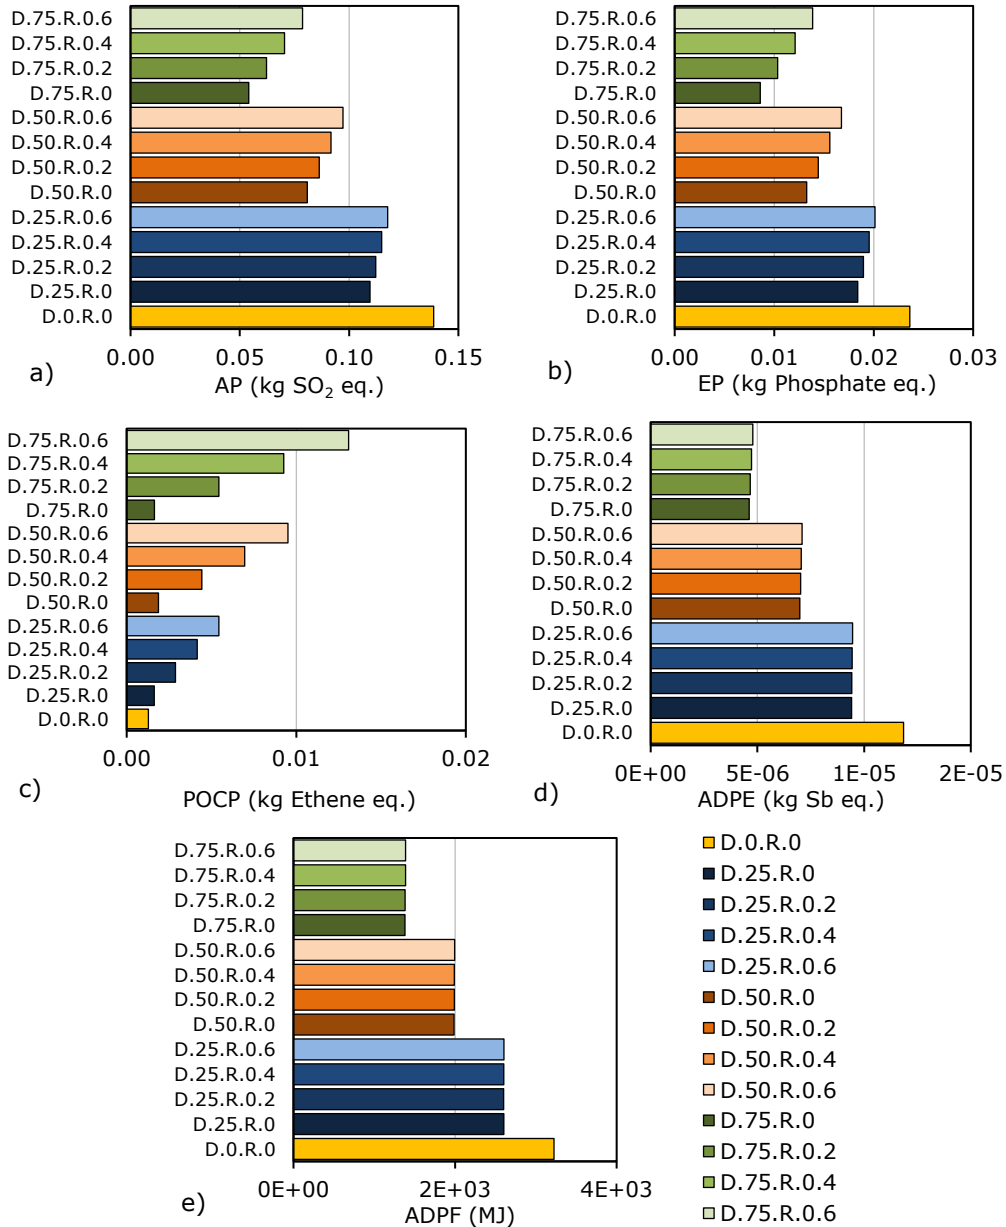 D.75.R.0.6
D.75.R.0.4
D.75.R.0.2
D.75.R.0
D.50.R.0.6
D.50.R.0.4
D.50.R.0.2
D.50.R.0
D.25.R.0.6
D.25.R.0.4
D.25.R.0.2
D.25.R.0
D.0.R.0
0.00 0.05 0.10 0.15
a) AP (kg SO₂ eq.)
D.75.R.0.6
D.75.R.0.4
D.75.R.0.2
D.75.R.0
D.50.R.0.6
D.50.R.0.4
D.50.R.0.2
D.50.R.0
D.25.R.0.6
D.25.R.0.4
D.25.R.0.2
D.25.R.0
D.0.R.0
0.00 0.01 0.02 0.03
b) EP (kg Phosphate eq.)
D.75.R.0.6
D.75.R.0.4
D.75.R.0.2
D.75.R.0
D.50.R.0.6
D.50.R.0.4
D.50.R.0.2
D.50.R.0
D.25.R.0.6
D.25.R.0.4
D.25.R.0.2
D.25.R.0
D.0.R.0
0.00 0.01 0.02
c) POCP (kg Ethene eq.)
D.75.R.0.6
D.75.R.0.4
D.75.R.0.2
D.75.R.0
D.50.R.0.6
D.50.R.0.4
D.50.R.0.2
D.50.R.0
D.25.R.0.6
D.25.R.0.4
D.25.R.0.2
D.25.R.0
D.0.R.0
0E+00 5E-06 1E-05 2E-05
d) ADPE (kg Sb eq.)
D.75.R.0.6
D.75.R.0.4
D.75.R.0.2
D.75.R.0
D.50.R.0.6
D.50.R.0.4
D.50.R.0.2
D.50.R.0
D.25.R.0.6
D.25.R.0.4
D.25.R.0.2
D.25.R.0
D.0.R.0
0E+00 2E+03 4E+03
e) ADPF (MJ)
D.0.R.0
D.25.R.0
D.25.R.0.2
D.25.R.0.4
D.25.R.0.6
D.50.R.0
D.50.R.0.2
D.50.R.0.4
D.50.R.0.6
D.75.R.0
D.75.R.0.2
D.75.R.0.4
D.75.R.0.6